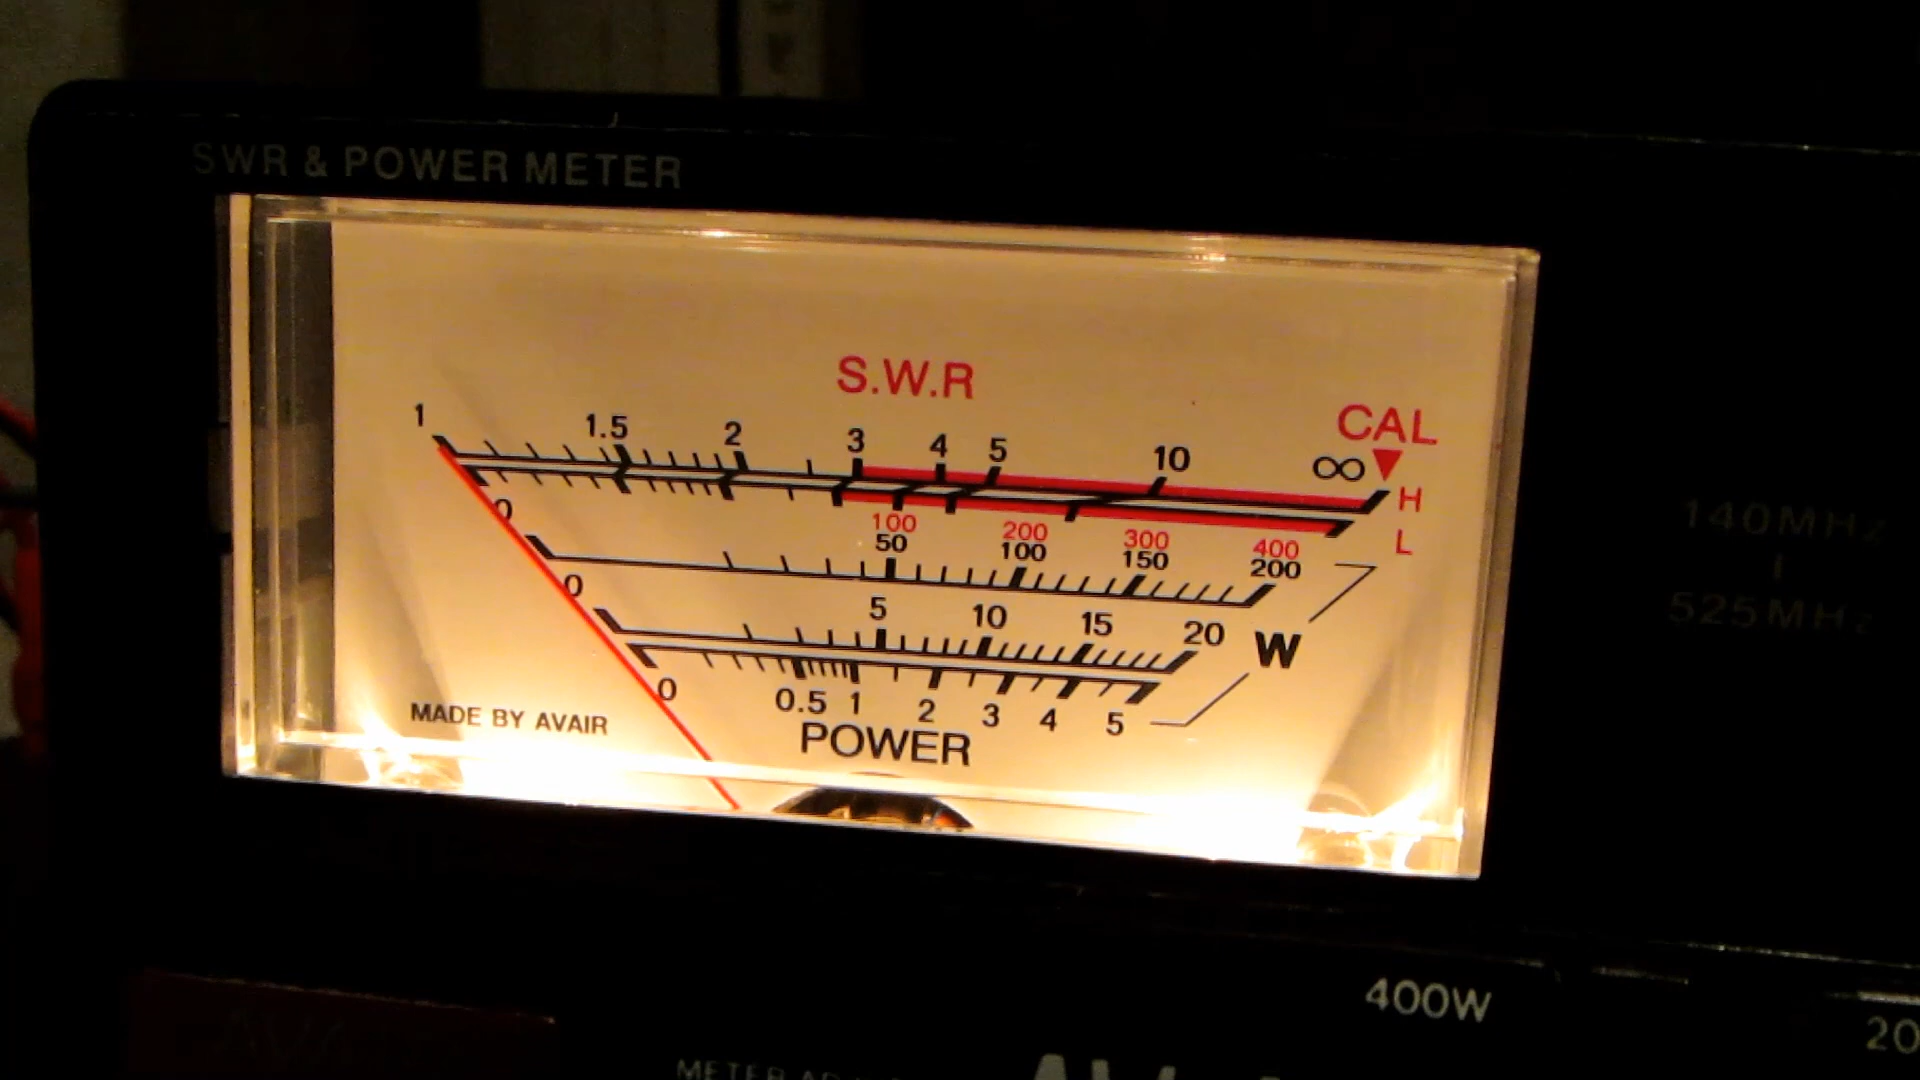 SWR & POWER METER
S.W.R
CAL
1 1.5 2 3 4 5 10 ∞
H
L
0 100 200 300 400
50 100 150 200
0 5 10 15 20
W
0 0.5 1 2 3 4 5
MADE BY AVAIR
POWER
140MHz
525MHz
400W
20
METER